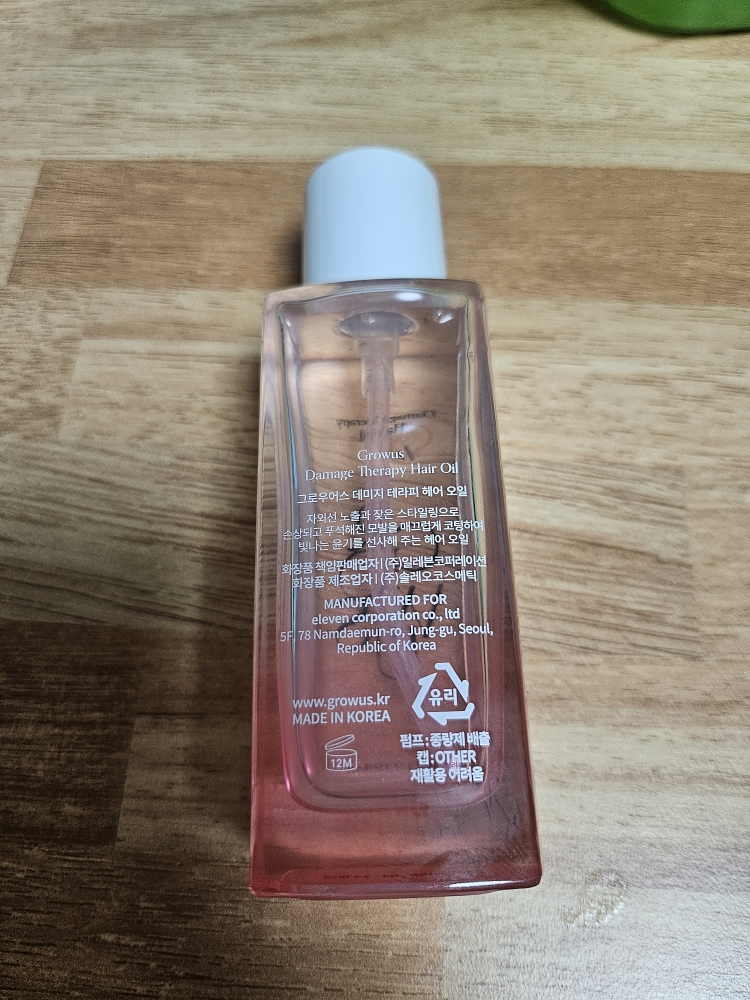 Growus
Damage Therapy Hair Oil
그로우어스 데미지 테라피 헤어 오일
자외선 노출과 잦은 스타일링으로
손상되고 푸석해진 모발을 매끄럽게 코팅하여
빛나는 윤기를 선사해 주는 헤어 오일
화장품 책임판매업자 | (주)일레븐코퍼레이션
화장품 제조업자 | (주)솔레오코스메틱
MANUFACTURED FOR
eleven corporation co., ltd
5F, 78 Namdaemun-ro, Jung-gu, Seoul,
Republic of Korea
www.growus.kr
MADE IN KOREA
유리
12M
펌프:종량제 배출
캡:OTHER
재활용 어려움